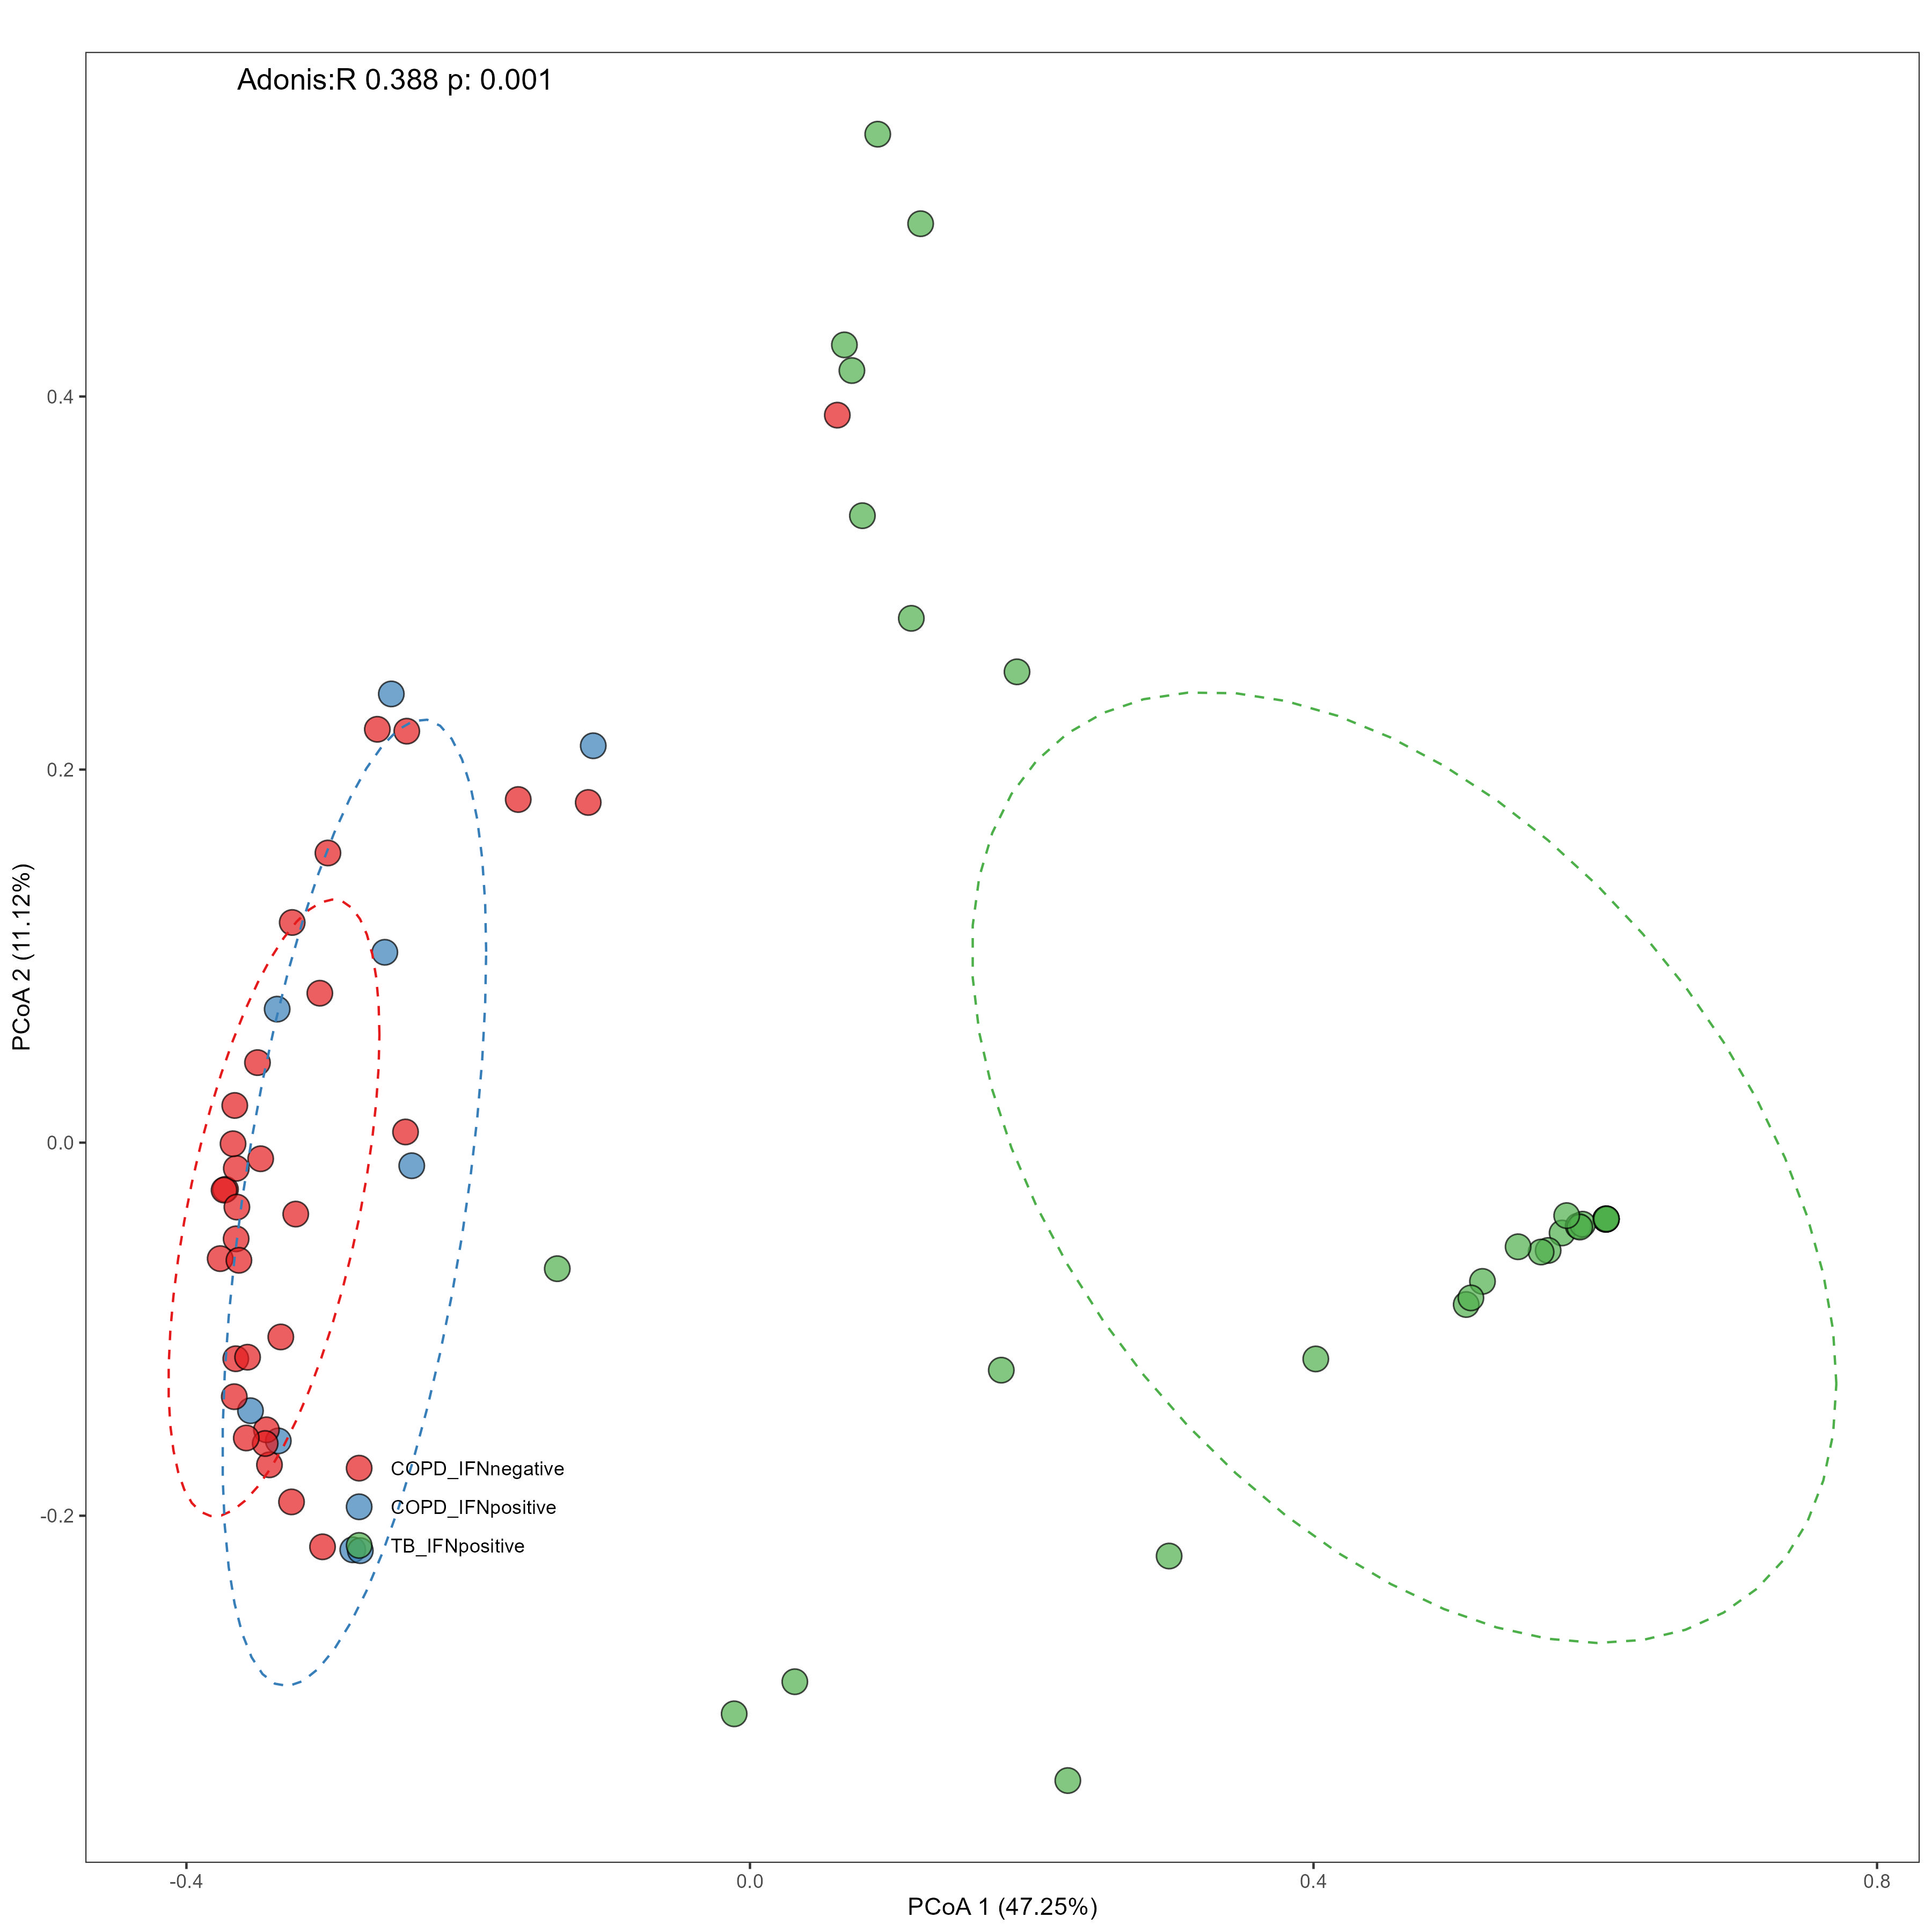 Adonis:R 0.388 p: 0.001
0.4
0.2
0.0
-0.2
PCoA 2 (11.12%)
COPD_IFNnegative
COPD_IFNpositive
TB_IFNpositive
-0.4
0.0
0.4
0.8
PCoA 1 (47.25%)